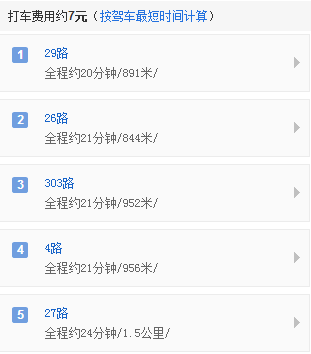 打车费用约7元（按驾车最短时间计算）
1 29路
全程约20分钟/891米/
2 26路
全程约21分钟/844米/
3 303路
全程约21分钟/952米/
4 4路
全程约21分钟/956米/
5 27路
全程约24分钟/1.5公里/